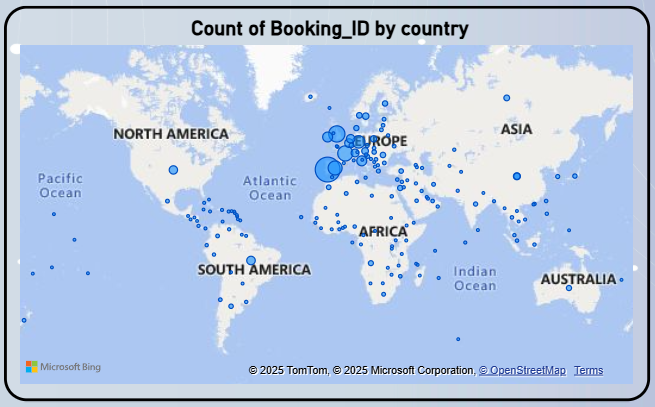 Count of Booking_ID by country
NORTH AMERICA
EUROPE
ASIA
Pacific
Ocean
Atlantic
Ocean
AFRICA
SOUTH AMERICA
Indian
Ocean
AUSTRALIA
Microsoft Bing
© 2025 TomTom, © 2025 Microsoft Corporation, © OpenStreetMap Terms